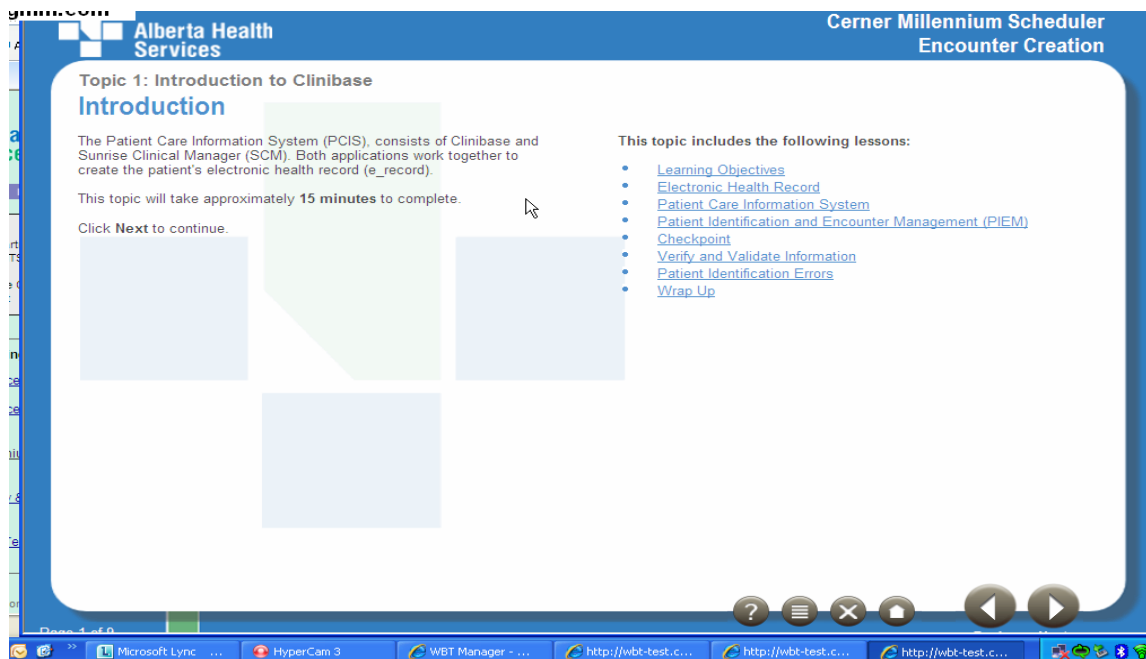 Alberta Health
Services
Cerner Millennium Scheduler
Encounter Creation
Topic 1: Introduction to Clinibase
Introduction
The Patient Care Information System (PCIS), consists of Clinibase and
Sunrise Clinical Manager (SCM). Both applications work together to
create the patient's electronic health record (e_record).
This topic will take approximately 15 minutes to complete.
Click Next to continue.
This topic includes the following lessons:
• Learning Objectives
• Electronic Health Record
• Patient Care Information System
• Patient Identification and Encounter Management (PIEM)
• Checkpoint
• Verify and Validate Information
• Patient Identification Errors
• Wrap Up
?
Page 1 of 9
Microsoft Lync ...
HyperCam 3
WBT Manager - ...
http://wbt-test.c...
http://wbt-test.c...
http://wbt-test.c...